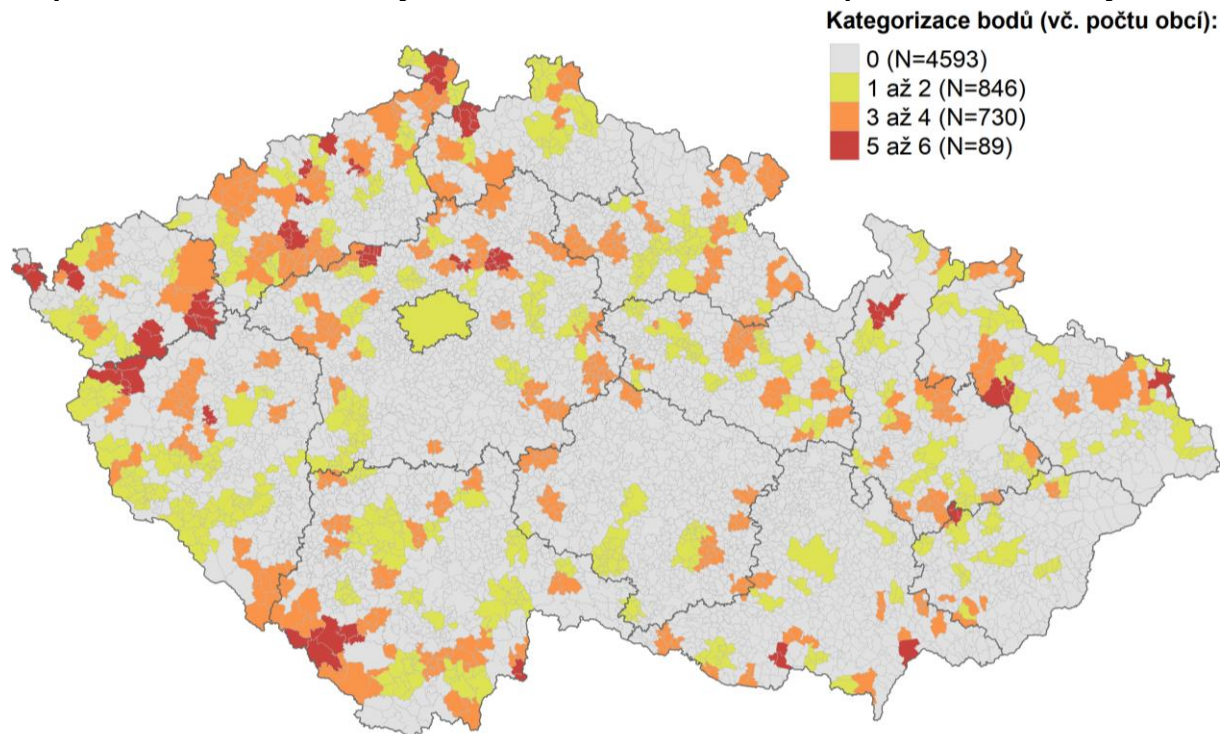 Kategorizace bodů (vč. počtu obcí):
0 (N=4593)
1 až 2 (N=846)
3 až 4 (N=730)
5 až 6 (N=89)